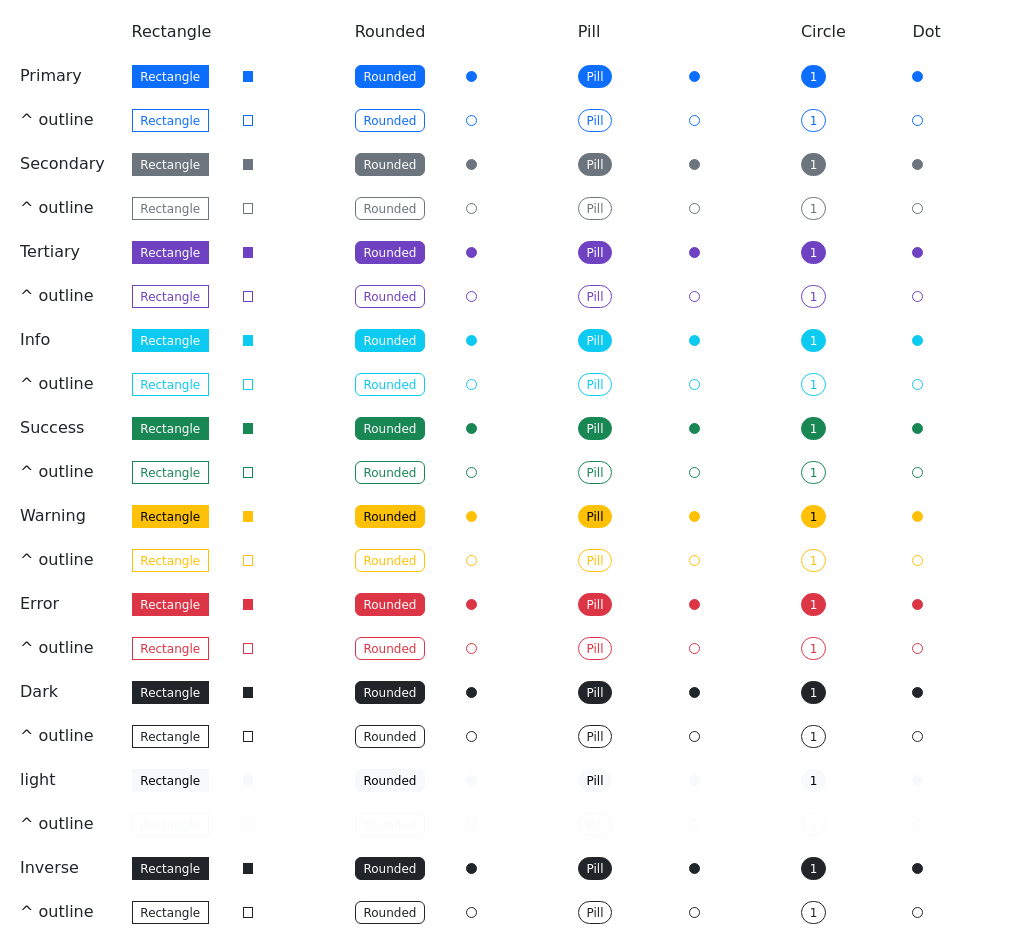 Rectangle Rounded Pill Circle Dot
Primary Rectangle Rounded Pill 1
^ outline Rectangle Rounded Pill 1
Secondary Rectangle Rounded Pill 1
^ outline Rectangle Rounded Pill 1
Tertiary Rectangle Rounded Pill 1
^ outline Rectangle Rounded Pill 1
Info Rectangle Rounded Pill 1
^ outline Rectangle Rounded Pill 1
Success Rectangle Rounded Pill 1
^ outline Rectangle Rounded Pill 1
Warning Rectangle Rounded Pill 1
^ outline Rectangle Rounded Pill 1
Error Rectangle Rounded Pill 1
^ outline Rectangle Rounded Pill 1
Dark Rectangle Rounded Pill 1
^ outline Rectangle Rounded Pill 1
light Rectangle Rounded Pill 1
^ outline Rectangle Rounded Pill 1
Inverse Rectangle Rounded Pill 1
^ outline Rectangle Rounded Pill 1